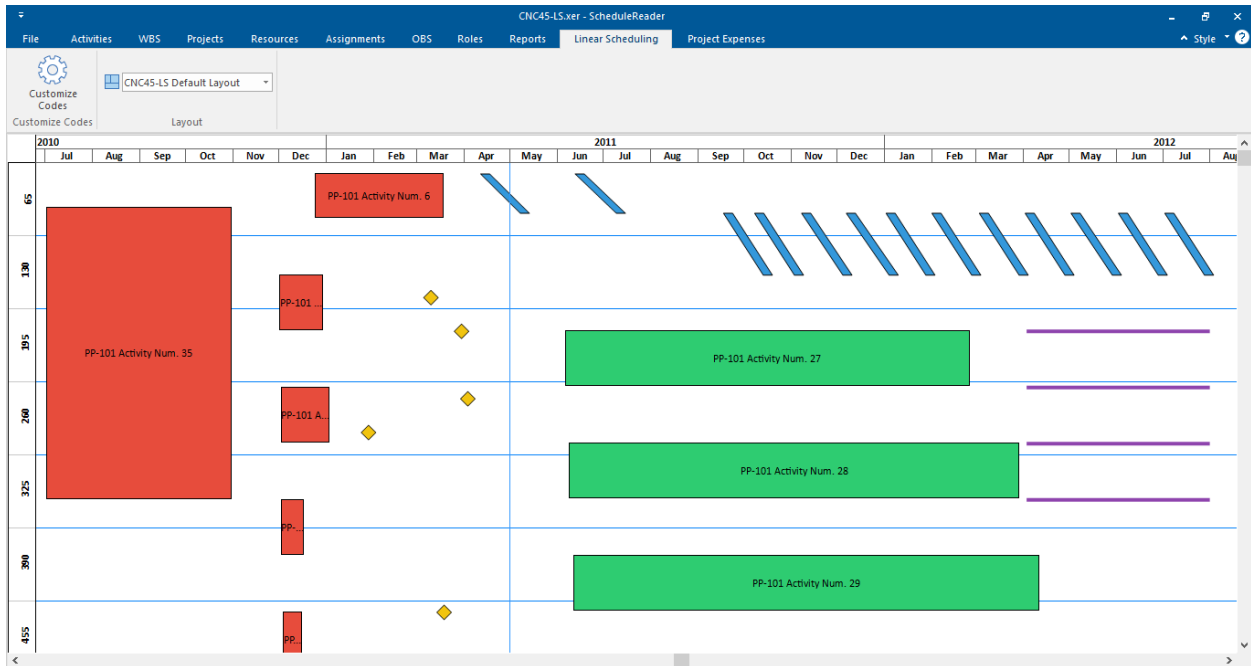 CNC45-LS.xer - ScheduleReader
File Activities WBS Projects Resources Assignments OBS Roles Reports Linear Scheduling Project Expenses Style ?
Customize
Codes
CNC45-LS Default Layout
Customize Codes Layout
2010 2011 2012
Jul Aug Sep Oct Nov Dec Jan Feb Mar Apr May Jun Jul Aug Sep Oct Nov Dec Jan Feb Mar Apr May Jun Jul Au
65
PP-101 Activity Num. 6
130
PP-101 ...
195
PP-101 Activity Num. 35
PP-101 Activity Num. 27
260
PP-101 A...
325
PP-101 Activity Num. 28
PP-...
390
PP-101 Activity Num. 29
455
PP...